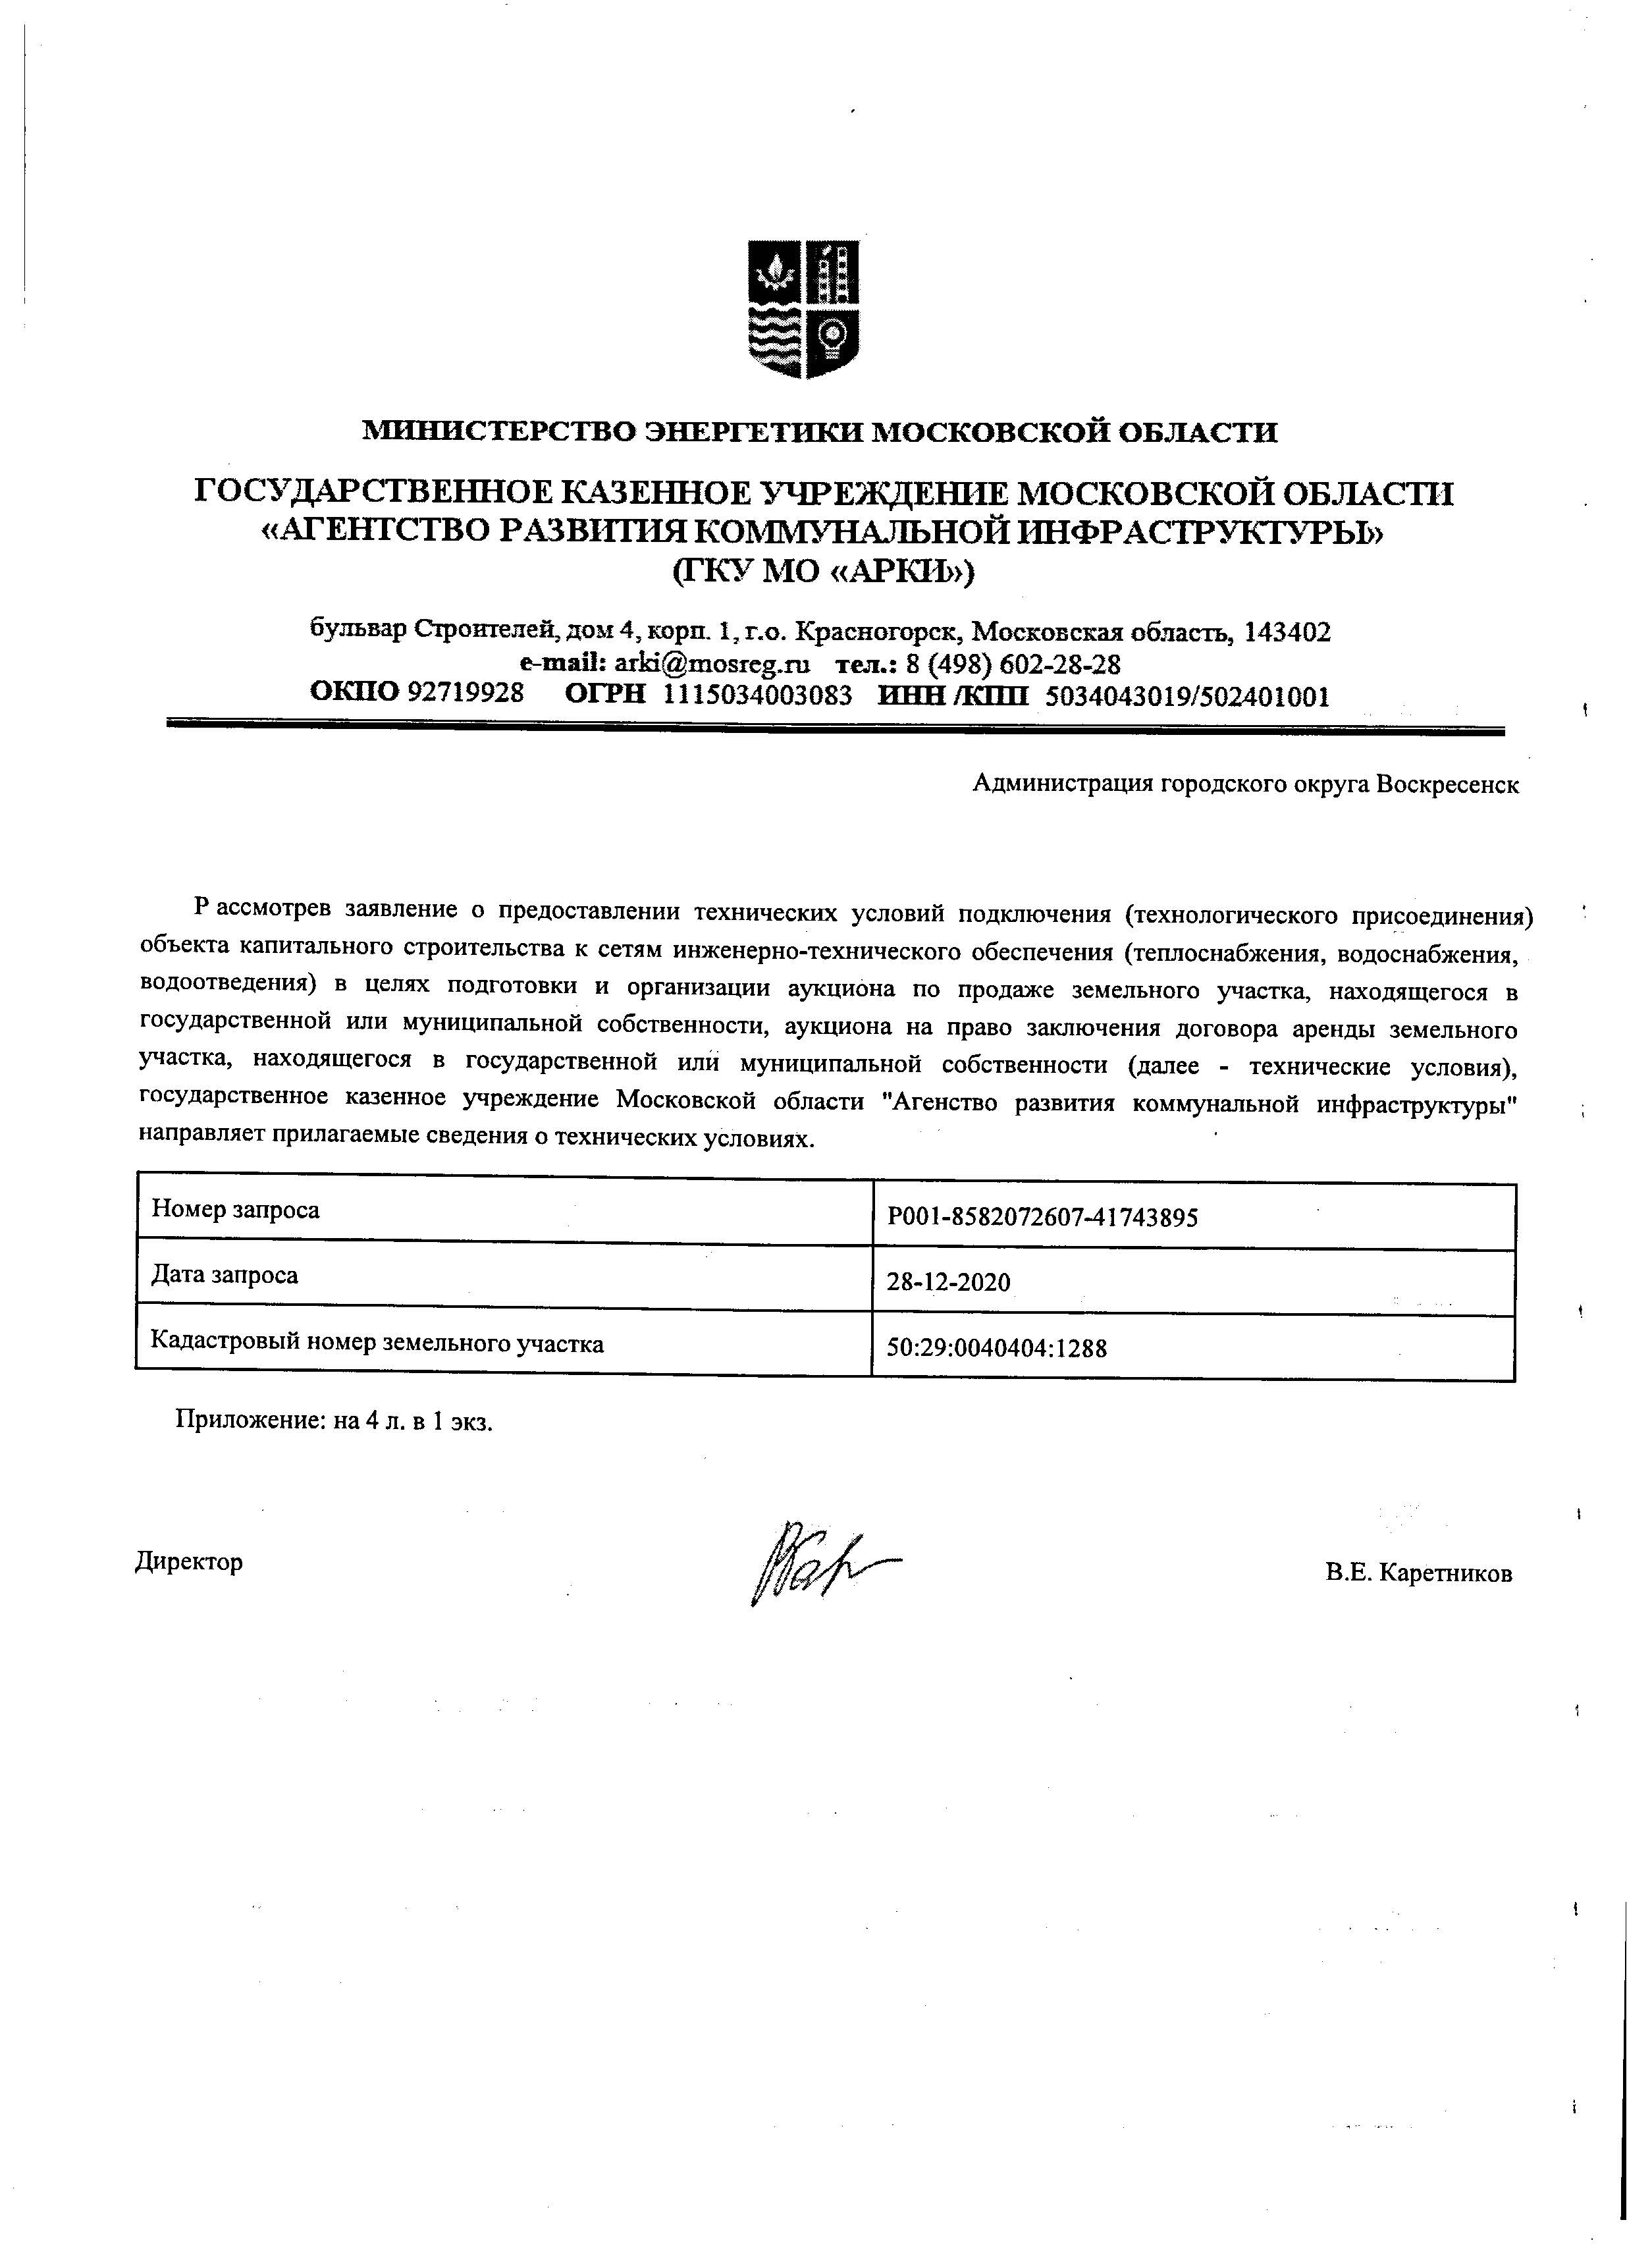 МИНИСТЕРСТВО ЭНЕРГЕТИКИ МОСКОВСКОЙ ОБЛАСТИ
ГОСУДАРСТВЕННОЕ КАЗЕННОЕ УЧРЕЖДЕНИЕ МОСКОВСКОЙ ОБЛАСТИ
«АГЕНТСТВО РАЗВИТИЯ КОММУНАЛЬНОЙ ИНФРАСТРУКТУРЫ»
(ГКУ МО «АРКИ»)
бульвар Строителей, дом 4, корп. 1, г.о. Красногорск, Московская область, 143402
e-mail: arki@mosreg.ru тел.: 8 (498) 602-28-28
ОКПО 92719928 ОГРН 1115034003083 ИНН /КПП 5034043019/502401001
Администрация городского округа Воскресенск
Р ассмотрев заявление о предоставлении технических условий подключения (технологического присоединения)
объекта капитального строительства к сетям инженерно-технического обеспечения (теплоснабжения, водоснабжения,
водоотведения) в целях подготовки и организации аукциона по продаже земельного участка, находящегося в
государственной или муниципальной собственности, аукциона на право заключения договора аренды земельного
участка, находящегося в государственной или муниципальной собственности (далее - технические условия),
государственное казенное учреждение Московской области "Агенство развития коммунальной инфраструктуры"
направляет прилагаемые сведения о технических условиях.
Номер запроса P001-8582072607-41743895
Дата запроса 28-12-2020
Кадастровый номер земельного участка 50:29:0040404:1288
Приложение: на 4 л. в 1 экз.
Директор В.Е. Каретников